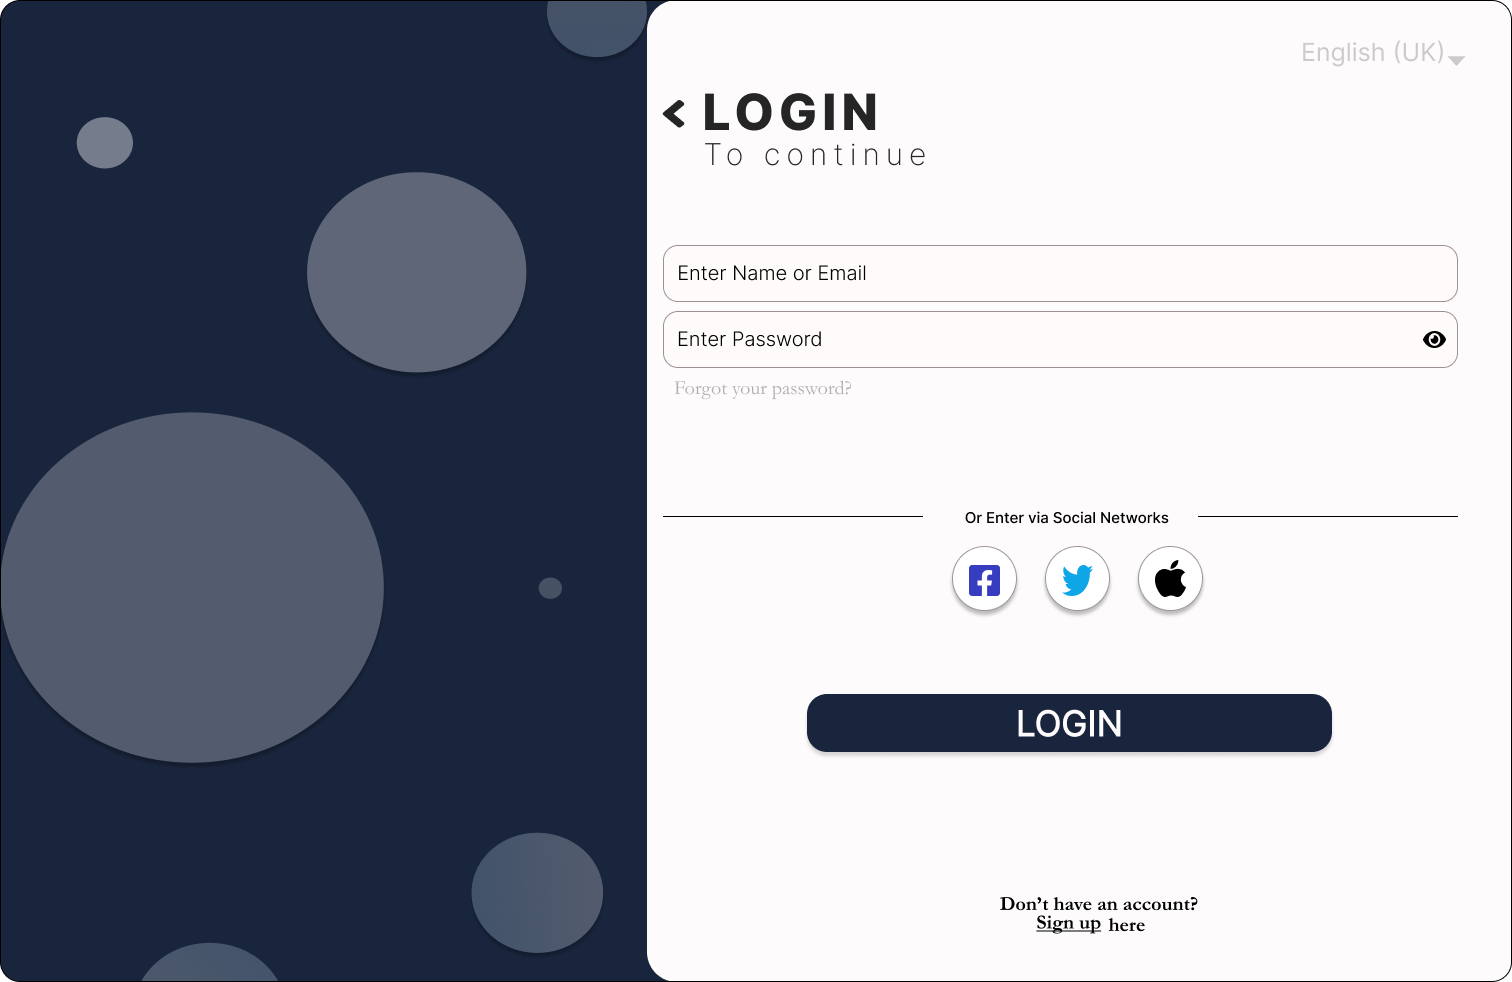 English (UK)
LOGIN
To continue
Enter Name or Email
Enter Password
Forgot your password?
Or Enter via Social Networks
LOGIN
Don’t have an account?
Sign up here